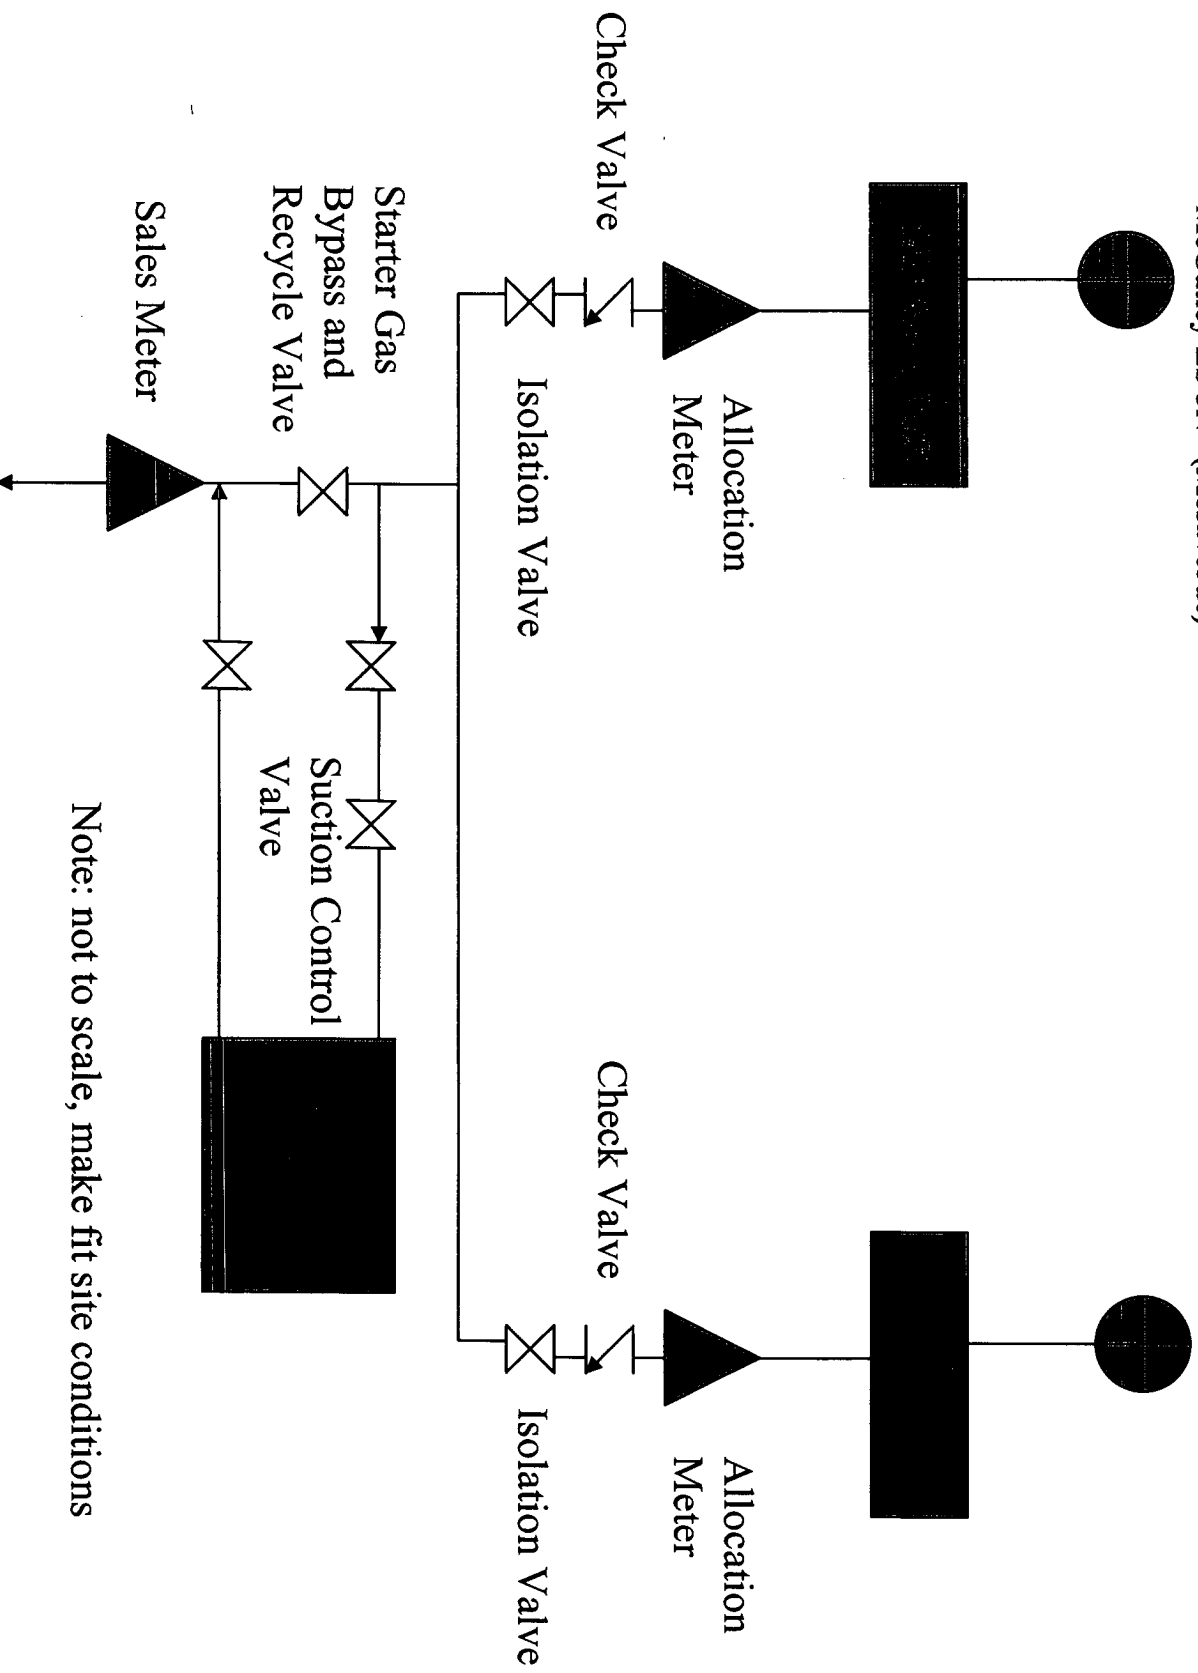 Allocation
Meter
Allocation
Meter
Check Valve
Check Valve
Isolation Valve
Isolation Valve
Starter Gas
Bypass and
Recycle Valve
Suction Control
Valve
Sales Meter
Note: not to scale, make fit site conditions